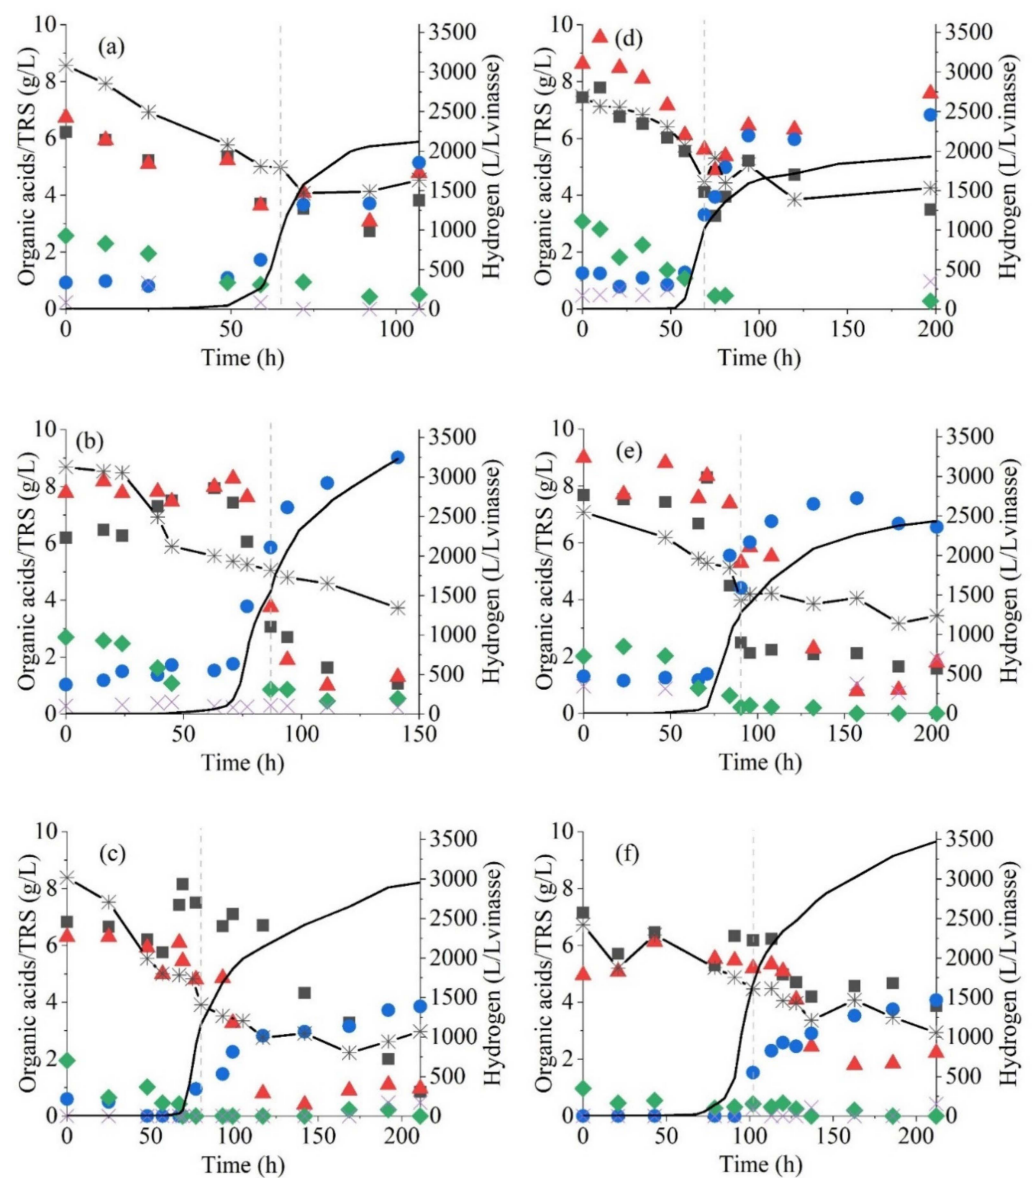 (a)
Organic acids/TRS (g/L)
10
8
6
4
2
0
3500
3000
2500
2000
1500
1000
500
0
Hydrogen (L/Lvinasse)
0 50 100
Time (h)
(d)
Organic acids/TRS (g/L)
10
8
6
4
2
0
3500
3000
2500
2000
1500
1000
500
0
Hydrogen (L/Lvinasse)
0 50 100 150 200
Time (h)
(b)
Organic acids/TRS (g/L)
10
8
6
4
2
0
3500
3000
2500
2000
1500
1000
500
0
Hydrogen (L/Lvinasse)
0 50 100 150
Time (h)
(e)
Organic acids/TRS (g/L)
10
8
6
4
2
0
3500
3000
2500
2000
1500
1000
500
0
Hydrogen (L/Lvinasse)
0 50 100 150 200
Time (h)
(c)
Organic acids/TRS (g/L)
10
8
6
4
2
0
3500
3000
2500
2000
1500
1000
500
0
Hydrogen (L/Lvinasse)
0 50 100 150 200
Time (h)
(f)
Organic acids/TRS (g/L)
10
8
6
4
2
0
3500
3000
2500
2000
1500
1000
500
0
Hydrogen (L/Lvinasse)
0 50 100 150 200
Time (h)